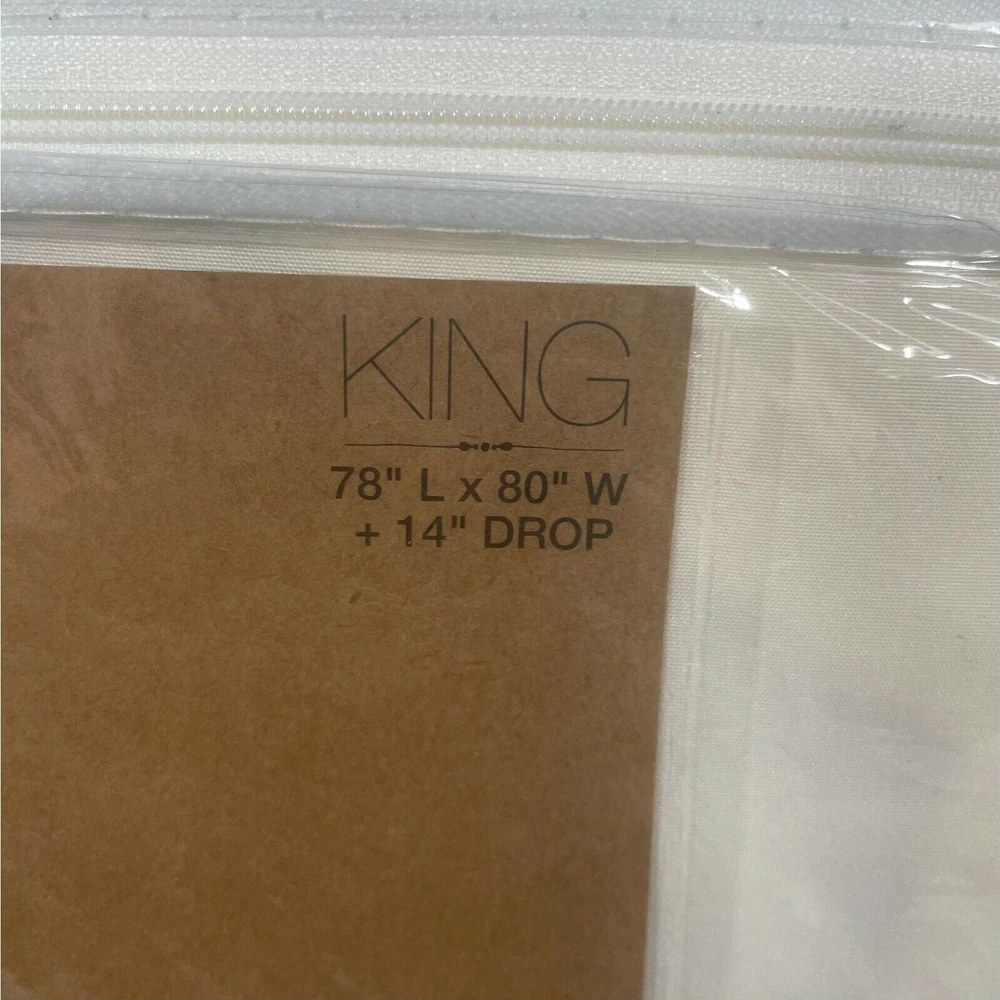 KING
78" L x 80" W
+ 14" DROP